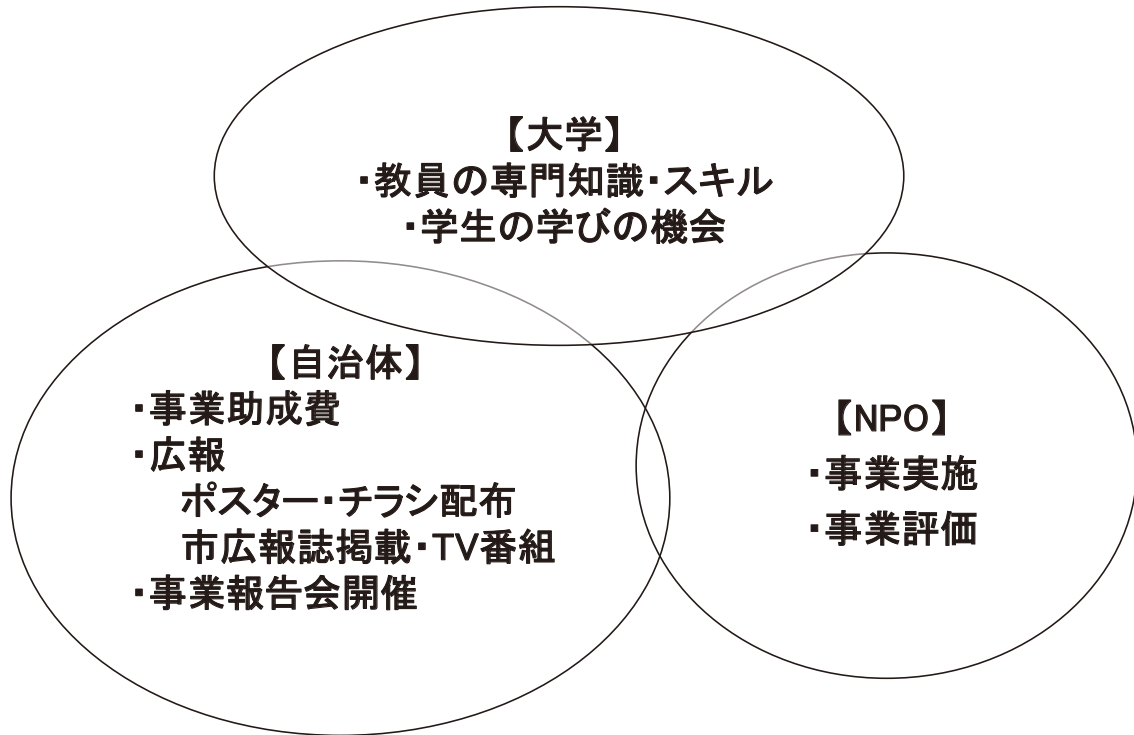 【大学】
・教員の専門知識・スキル
・学生の学びの機会
【自治体】
・事業助成費
・広報
ポスター・チラシ配布
市広報誌掲載・TV番組
・事業報告会開催
【NPO】
・事業実施
・事業評価